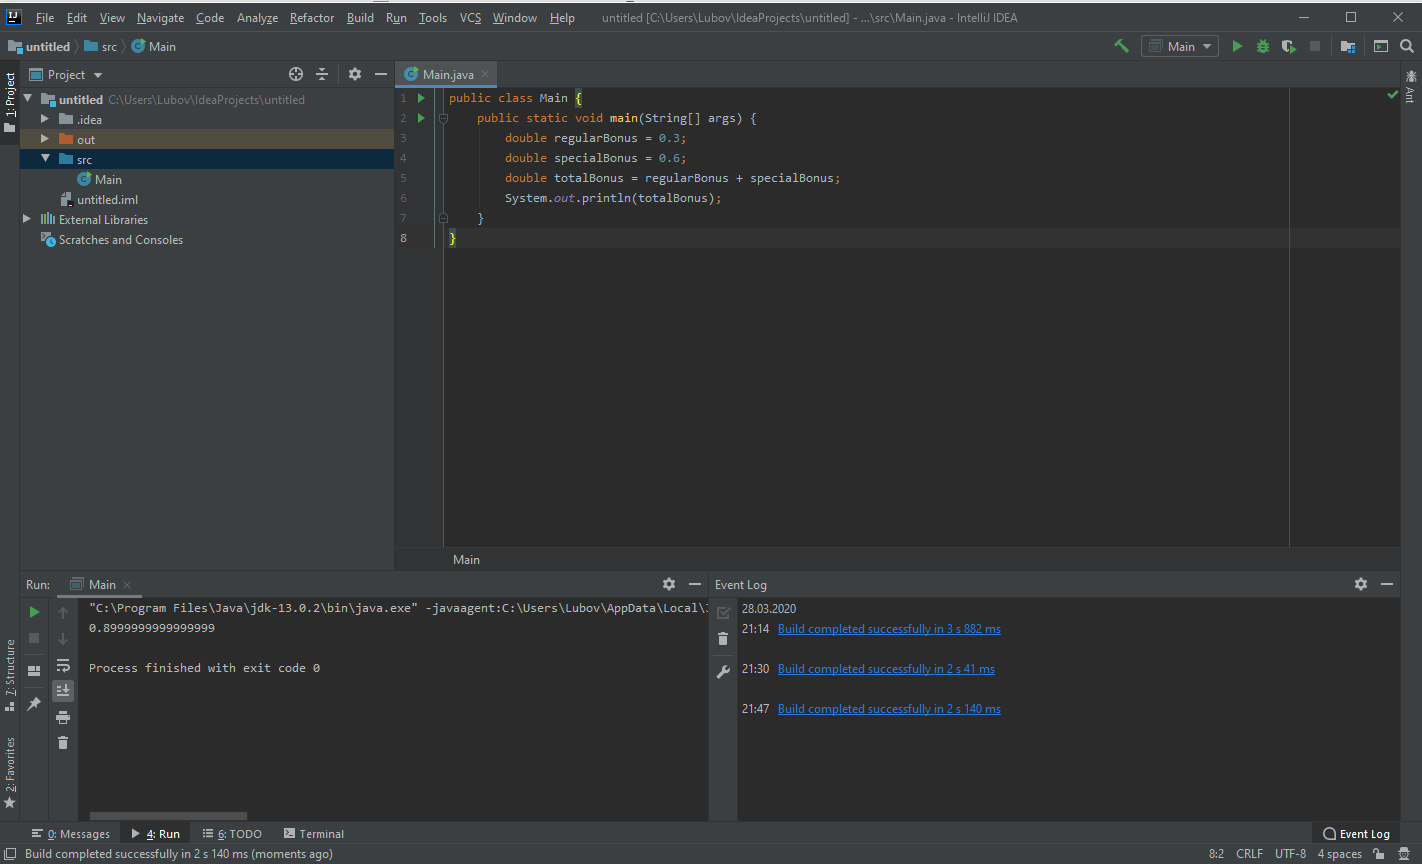 File Edit View Navigate Code Analyze Refactor Build Run Tools VCS Window Help untitled [C:\Users\Lubov\IdeaProjects\untitled] - ...\src\Main.java - IntelliJ IDEA
untitled src Main Main
1: Project
Project
Main.java
Ant
untitled C:\Users\Lubov\IdeaProjects\untitled
.idea
out
src
Main
untitled.iml
External Libraries
Scratches and Consoles
1 public class Main {
2 public static void main(String[] args) {
3 double regularBonus = 0.3;
4 double specialBonus = 0.6;
5 double totalBonus = regularBonus + specialBonus;
6 System.out.println(totalBonus);
7 }
8 }
Main
Run: Main
"C:\Program Files\Java\jdk-13.0.2\bin\java.exe" -javaagent:C:\Users\Lubov\AppData\Local\
0.8999999999999999
Process finished with exit code 0
Event Log
28.03.2020
21:14 Build completed successfully in 3 s 882 ms
21:30 Build completed successfully in 2 s 41 ms
21:47 Build completed successfully in 2 s 140 ms
7: Structure
2: Favorites
0: Messages 4: Run 6: TODO Terminal Event Log
Build completed successfully in 2 s 140 ms (moments ago) 8:2 CRLF UTF-8 4 spaces